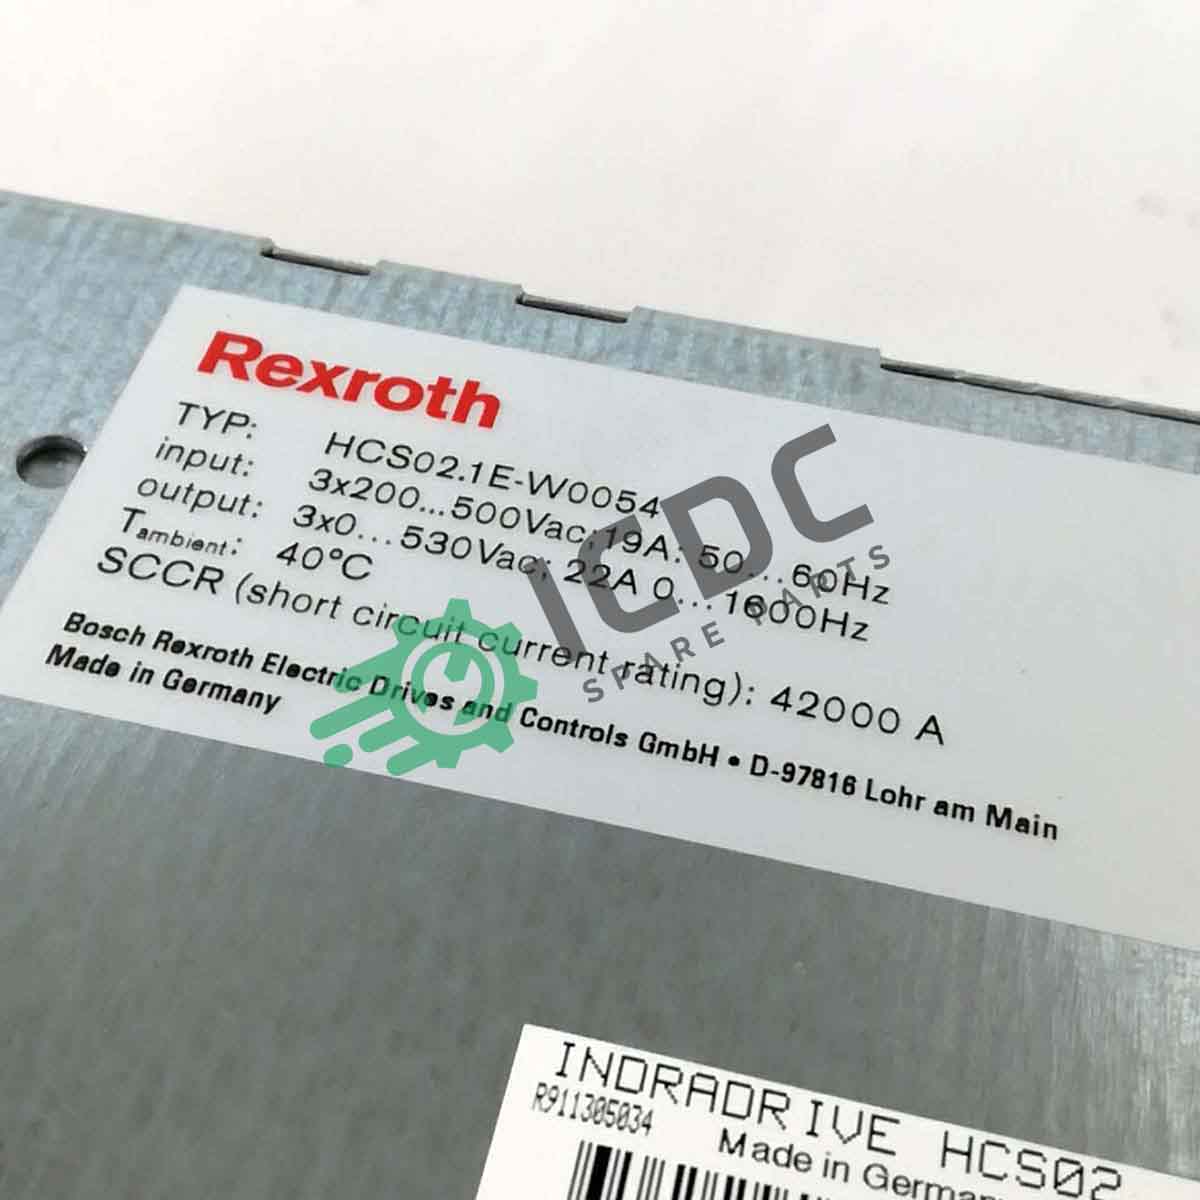 Rexroth
TYP: HCS02.1E-W0054
input: 3x200...500Vac; 19A: 50...60Hz
output: 3x0...530Vac; 22A 0...1600Hz
Tambient: 40°C
SCCR (short circuit current rating): 42000 A
Bosch Rexroth Electric Drives and Controls GmbH • D-97816 Lohr am Main
Made in Germany
ICDC
SPARE PARTS
INDRADRIVE HCS02
R911305034
Made in Germany